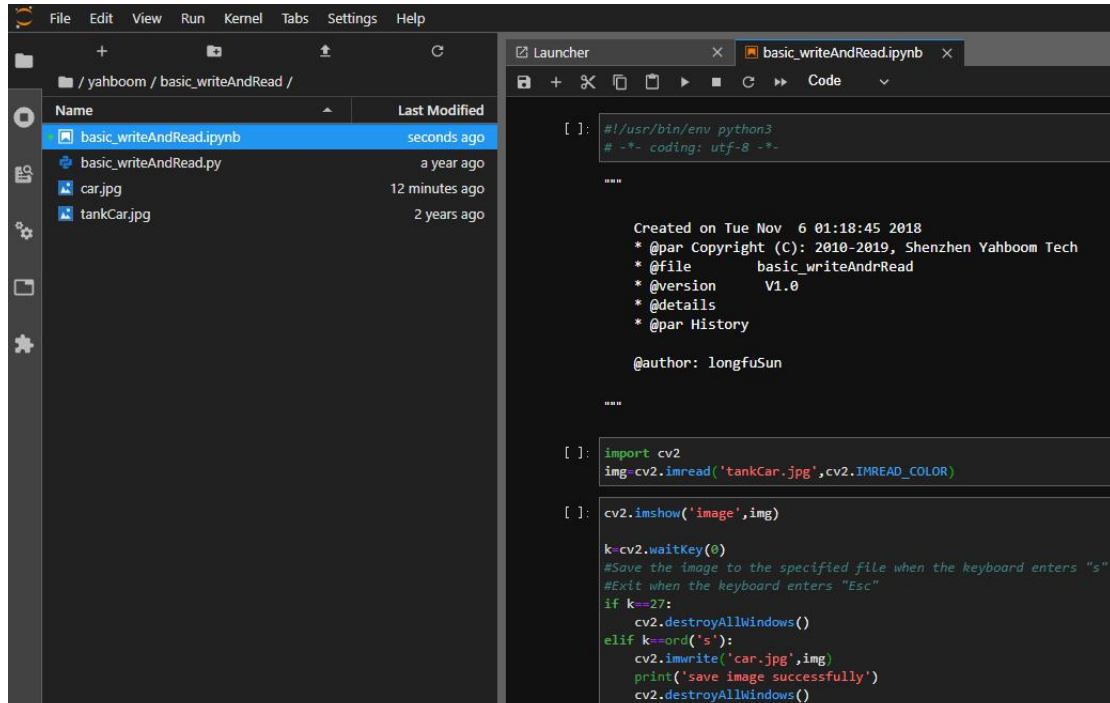 File Edit View Run Kernel Tabs Settings Help
/ yahboom / basic_writeAndRead /
Name Last Modified
basic_writeAndRead.ipynb seconds ago
basic_writeAndRead.py a year ago
car.jpg 12 minutes ago
tankCar.jpg 2 years ago
Launcher basic_writeAndRead.ipynb
Code
[ ]: #!/usr/bin/env python3
# -*- coding: utf-8 -*-
"""
Created on Tue Nov 6 01:18:45 2018
* @par Copyright (C): 2010-2019, Shenzhen Yahboom Tech
* @file basic_writeAndrRead
* @version V1.0
* @details
* @par History
@author: longfuSun
"""
[ ]: import cv2
img=cv2.imread('tankCar.jpg',cv2.IMREAD_COLOR)
[ ]: cv2.imshow('image',img)
k=cv2.waitKey(0)
#Save the image to the specified file when the keyboard enters "s"
#Exit when the keyboard enters "Esc"
if k==27:
cv2.destroyAllWindows()
elif k==ord('s'):
cv2.imwrite('car.jpg',img)
print('save image successfully')
cv2.destroyAllWindows()